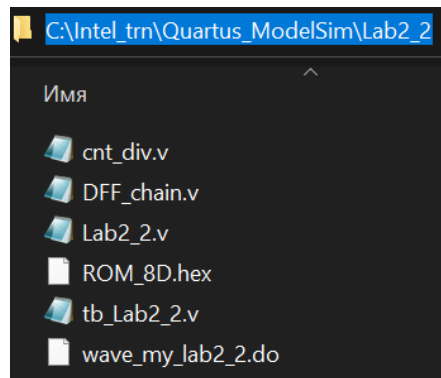 C:\Intel_trn\Quartus_ModelSim\Lab2_2
Имя
cnt_div.v
DFF_chain.v
Lab2_2.v
ROM_8D.hex
tb_Lab2_2.v
wave_my_lab2_2.do